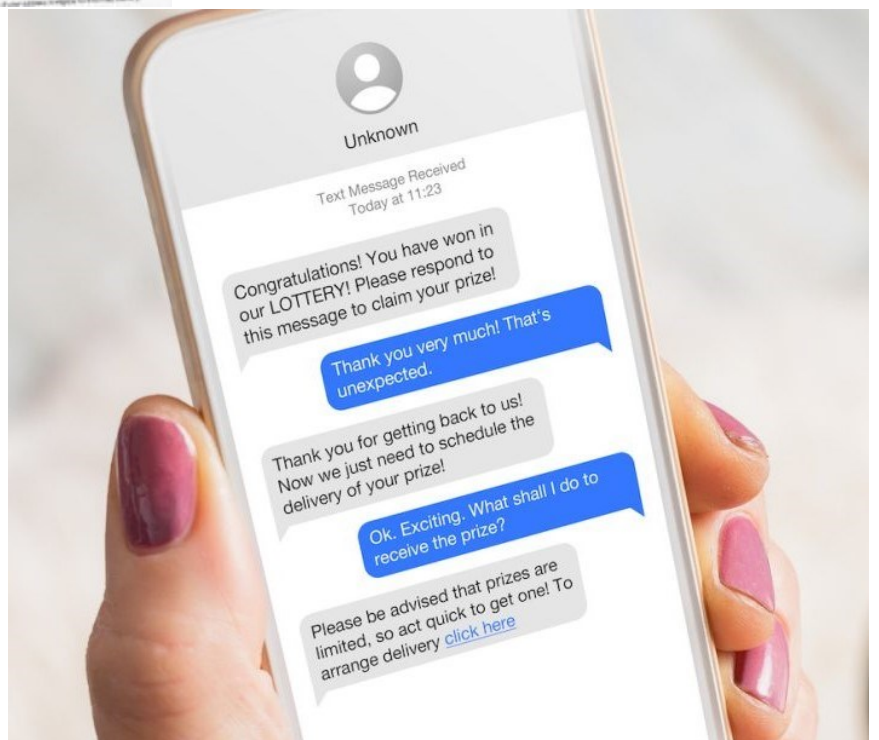 Unknown
Text Message Received
Today at 11:23
Congratulations! You have won in
our LOTTERY! Please respond to
this message to claim your prize!
Thank you very much! That's
unexpected.
Thank you for getting back to us!
Now we just need to schedule the
delivery of your prize!
Ok. Exciting. What shall I do to
receive the prize?
Please be advised that prizes are
limited, so act quick to get one! To
arrange delivery click here